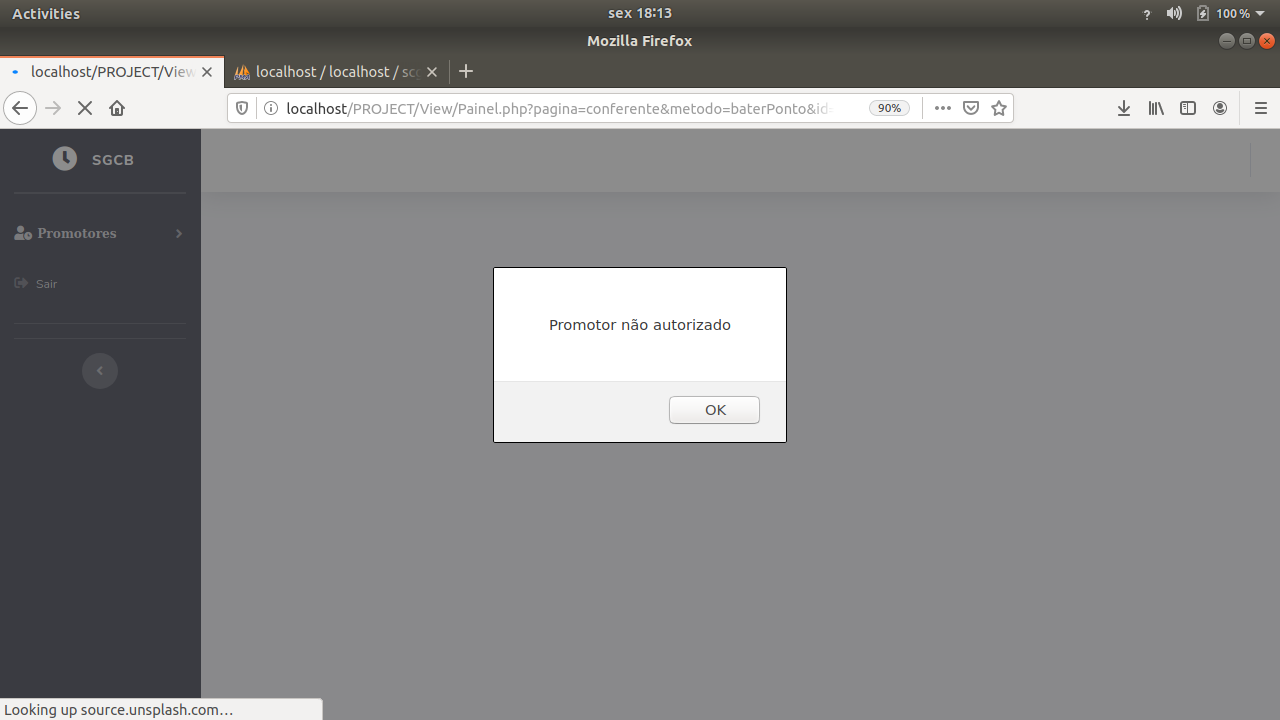 Activities
sex 18:13
100 %
Mozilla Firefox
localhost/PROJECT/View
localhost / localhost / scg
localhost/PROJECT/View/Painel.php?pagina=conferente&metodo=baterPonto&id=
90%
SGCB
Promotores
Sair
Promotor não autorizado
OK
Looking up source.unsplash.com…